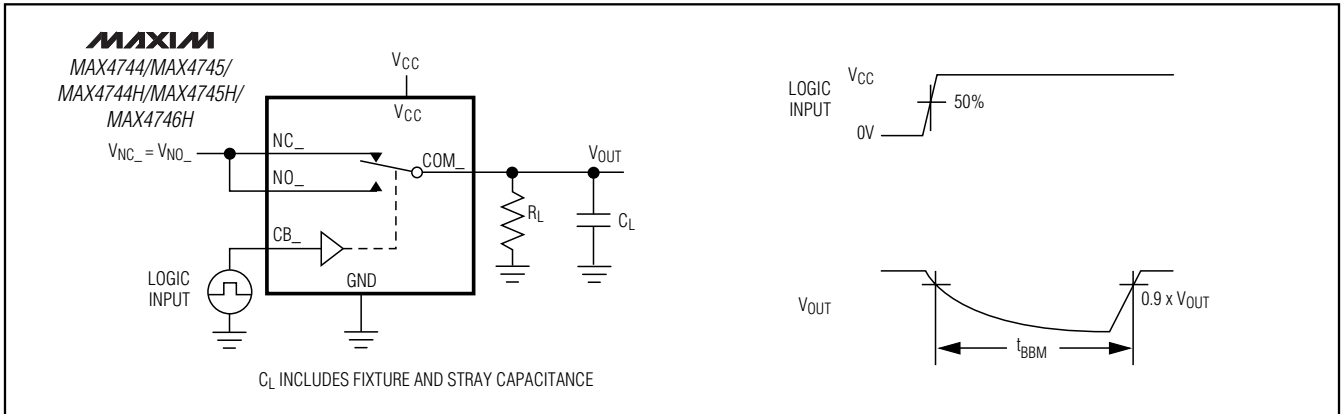 MAXIM
MAX4744/MAX4745/
MAX4744H/MAX4745H/
MAX4746H
VCC
VCC
VNC_ = VNO_
NC_
NO_
COM_
VOUT
RL
CL
CB_
LOGIC
INPUT
GND
CL INCLUDES FIXTURE AND STRAY CAPACITANCE
LOGIC
INPUT
VCC
50%
0V
VOUT
0.9 x VOUT
tBBM